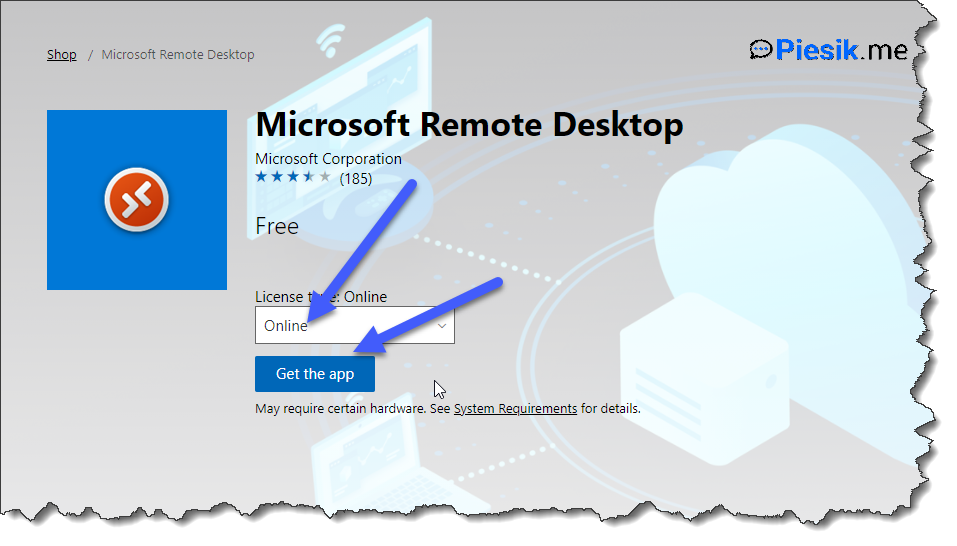 Shop / Microsoft Remote Desktop
Piesik.me
Microsoft Remote Desktop
Microsoft Corporation
(185)
Free
License type: Online
Online
Get the app
May require certain hardware. See System Requirements for details.